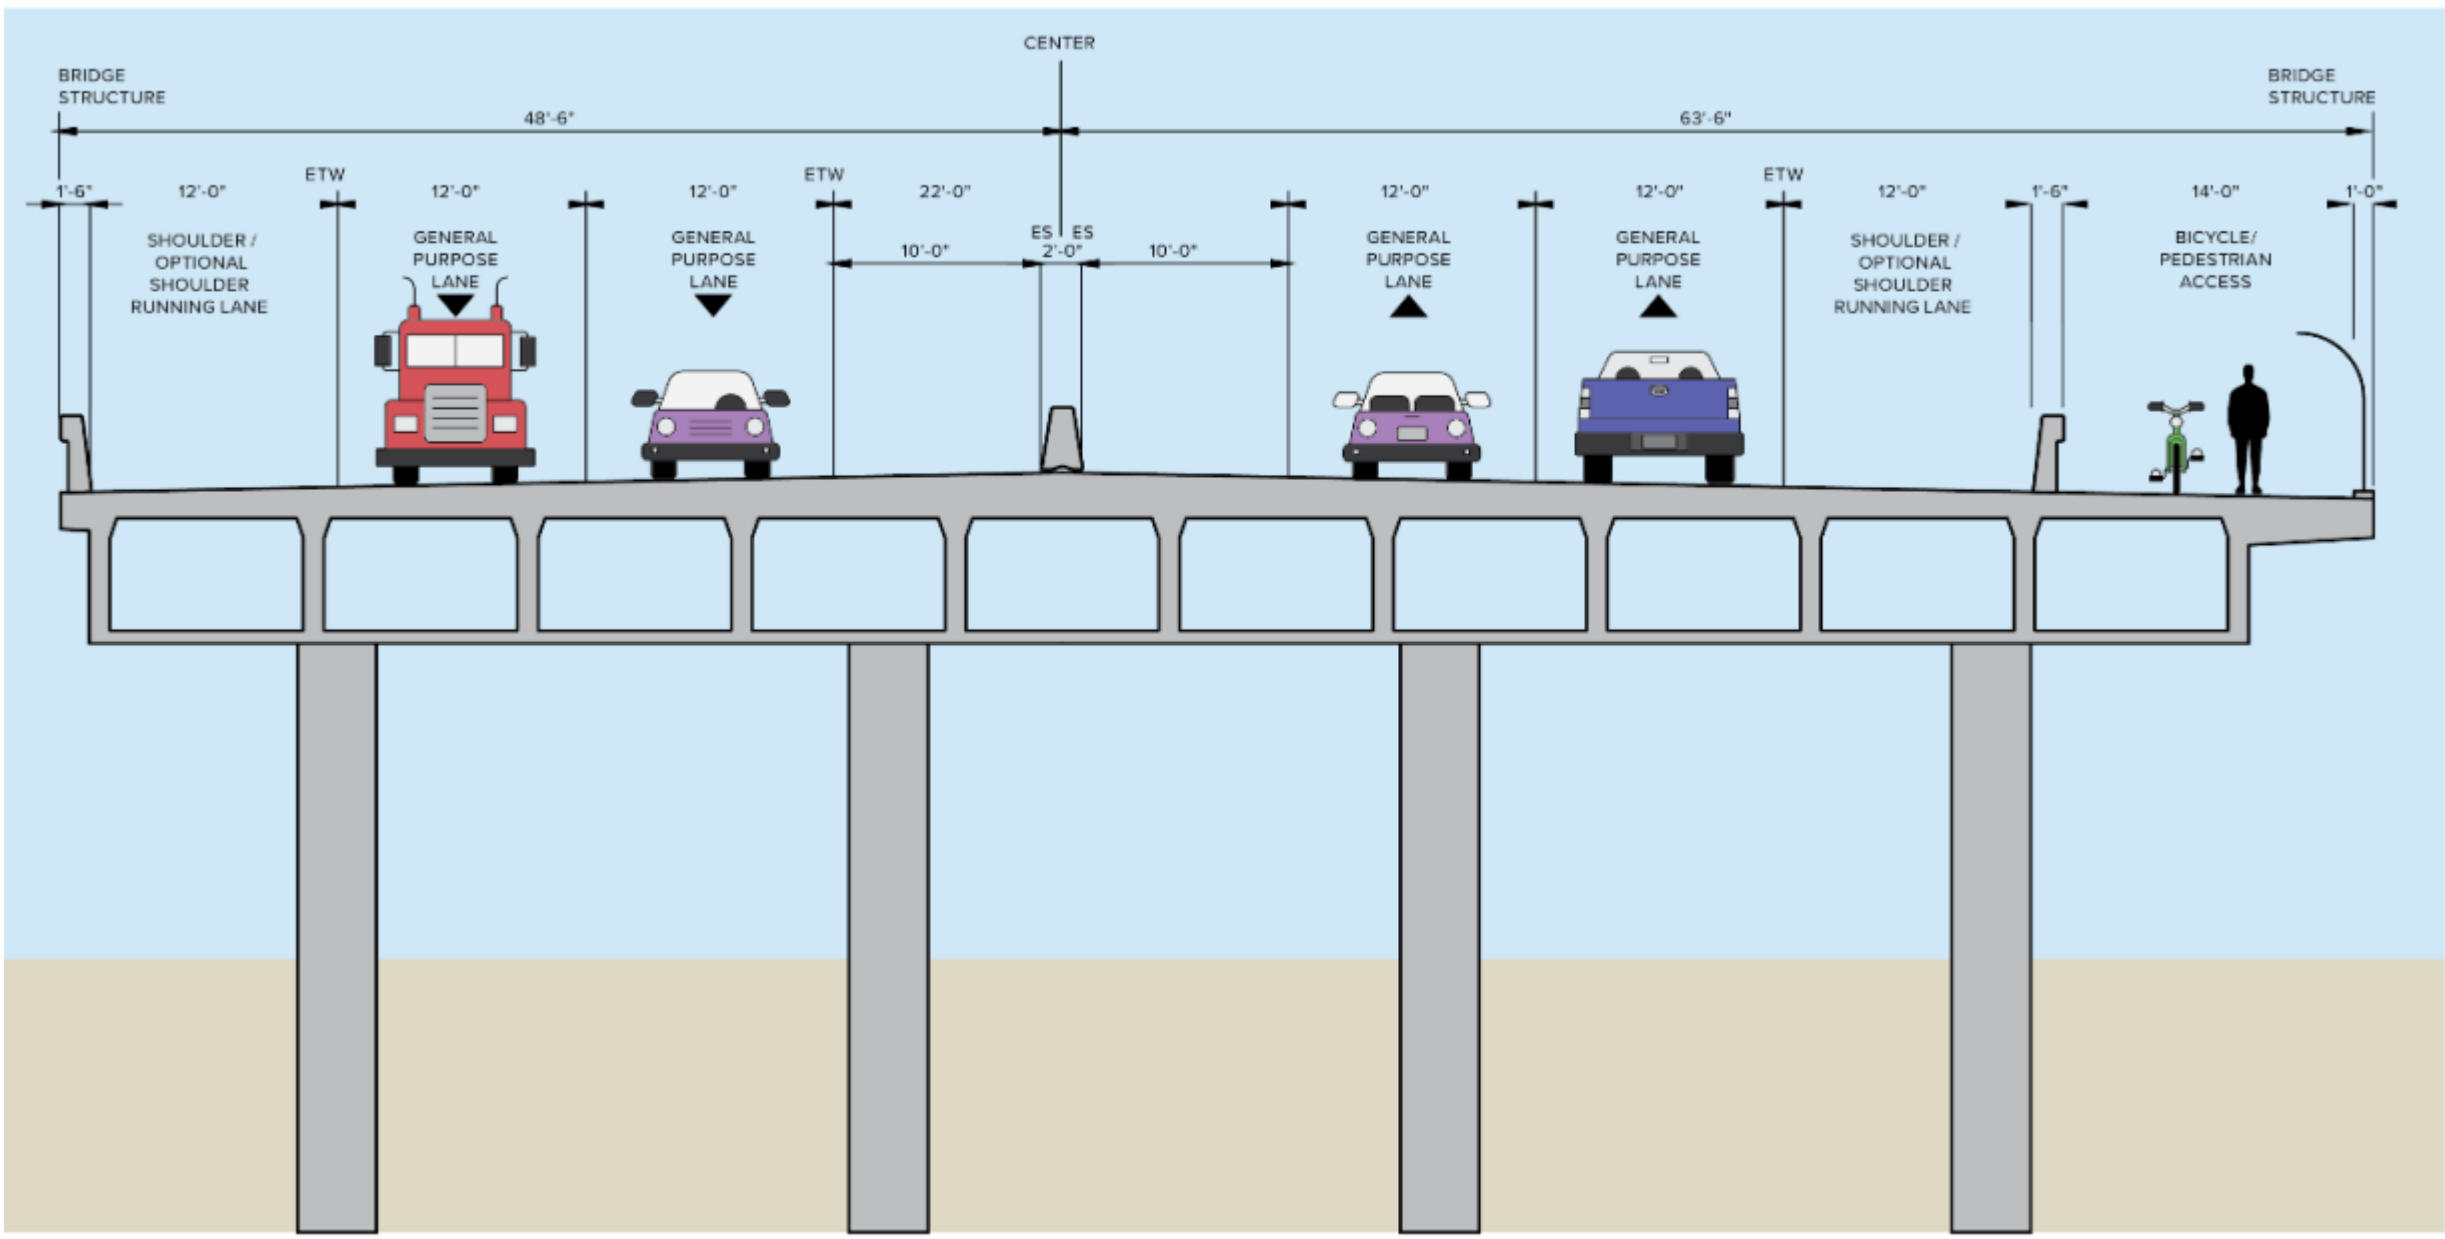 CENTER
BRIDGE
STRUCTURE
BRIDGE
STRUCTURE
48'-6"
63'-6"
ETW
ETW
ETW
1'-6"
12'-0"
12'-0"
12'-0"
22'-0"
12'-0"
12'-0"
12'-0"
1'-6"
14'-0"
1'-0"
ES
ES
10'-0"
2'-0"
10'-0"
SHOULDER /
OPTIONAL
SHOULDER
RUNNING LANE
GENERAL
PURPOSE
LANE
GENERAL
PURPOSE
LANE
GENERAL
PURPOSE
LANE
GENERAL
PURPOSE
LANE
SHOULDER /
OPTIONAL
SHOULDER
RUNNING LANE
BICYCLE/
PEDESTRIAN
ACCESS